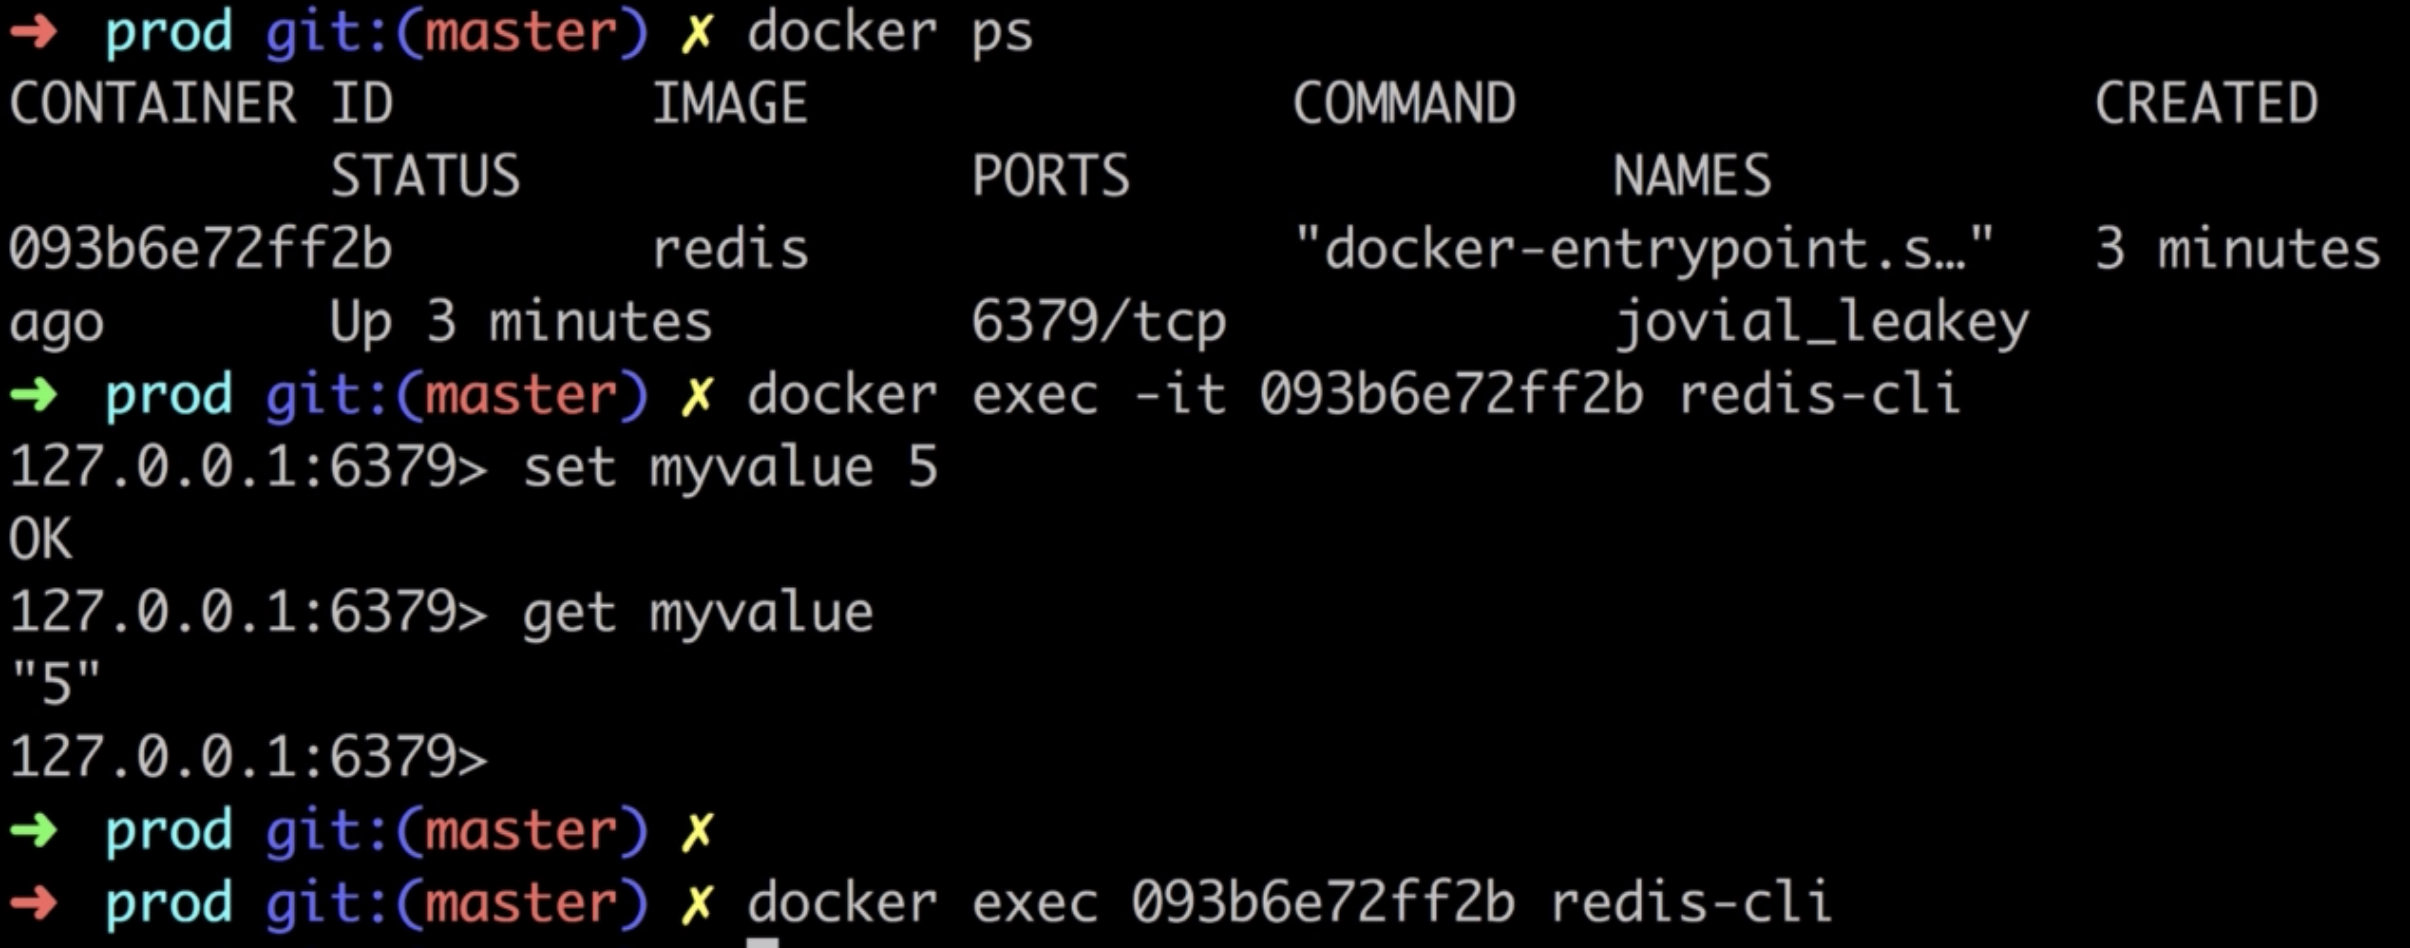 ➜ prod git:(master) ✗ docker ps
CONTAINER ID IMAGE COMMAND CREATED
STATUS PORTS NAMES
093b6e72ff2b redis "docker-entrypoint.s…" 3 minutes
ago Up 3 minutes 6379/tcp jovial_leakey
➜ prod git:(master) ✗ docker exec -it 093b6e72ff2b redis-cli
127.0.0.1:6379> set myvalue 5
OK
127.0.0.1:6379> get myvalue
"5"
127.0.0.1:6379>
➜ prod git:(master) ✗
➜ prod git:(master) ✗ docker exec 093b6e72ff2b redis-cli